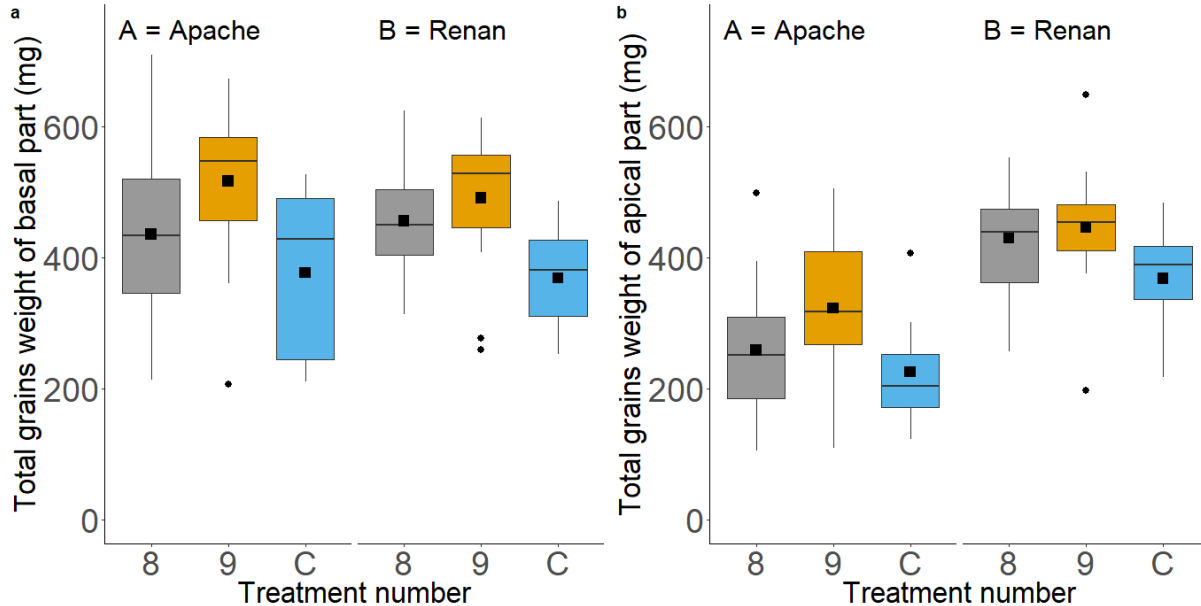 a
A = Apache
B = Renan
Total grains weight of basal part (mg)
600
400
200
0
8 9 C 8 9 C
Treatment number
b
A = Apache
B = Renan
Total grains weight of apical part (mg)
600
400
200
0
8 9 C 8 9 C
Treatment number